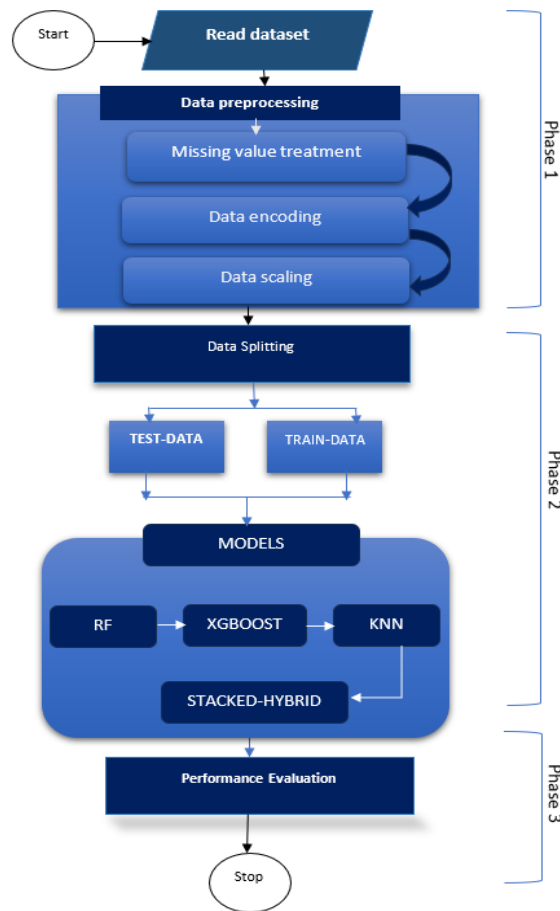 Start
Read dataset
Data preprocessing
Missing value treatment
Data encoding
Data scaling
Phase 1
Data Splitting
TEST-DATA
TRAIN-DATA
Phase 2
MODELS
RF
XGBOOST
KNN
STACKED-HYBRID
Performance Evaluation
Phase 3
Stop